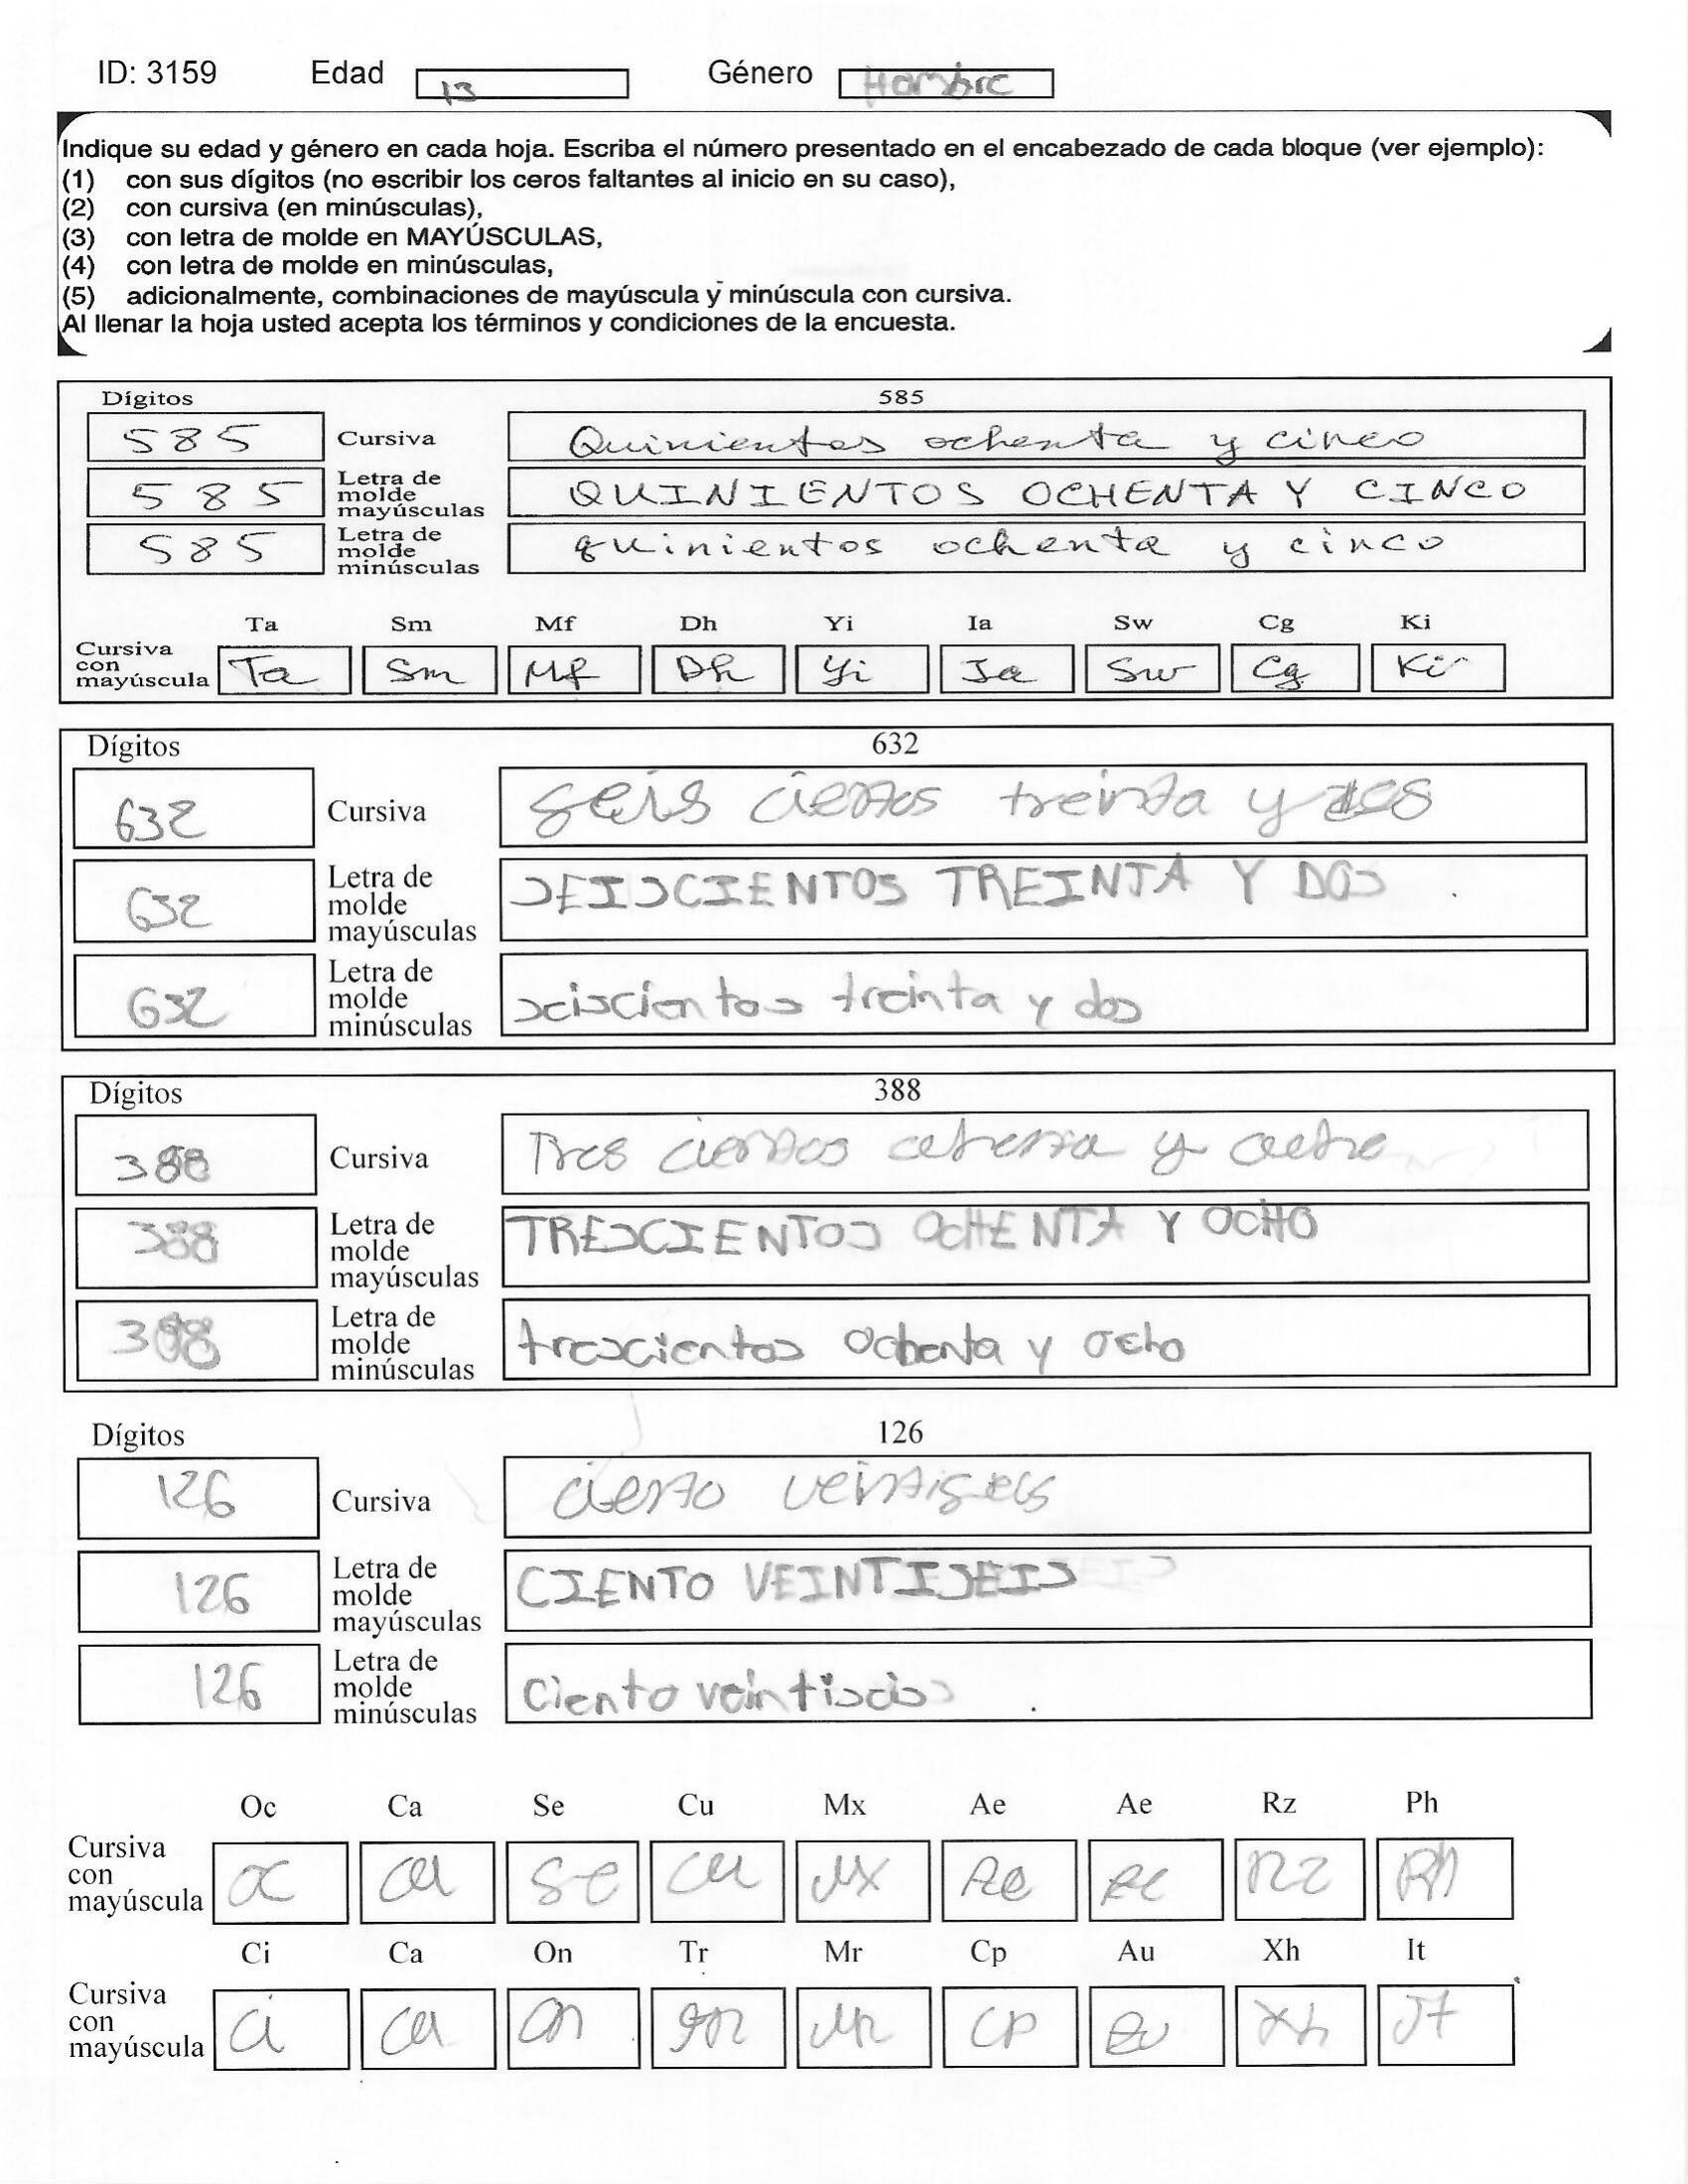 ID: 3159 Edad 13 Género Hombre
Indique su edad y género en cada hoja. Escriba el número presentado en el encabezado de cada bloque (ver ejemplo):
(1) con sus dígitos (no escribir los ceros faltantes al inicio en su caso),
(2) con cursiva (en minúsculas),
(3) con letra de molde en MAYÚSCULAS,
(4) con letra de molde en minúsculas,
(5) adicionalmente, combinaciones de mayúscula y minúscula con cursiva.
Al llenar la hoja usted acepta los términos y condiciones de la encuesta.
Dígitos 585
585 Cursiva Quinientos ochenta y cinco
585 Letra de molde mayúsculas QUINIENTOS OCHENTA Y CINCO
585 Letra de molde minúsculas quinientos ochenta y cinco
Ta Sm Mf Dh Yi Ia Sw Cg Ki
Cursiva con mayúscula Ta Sm Mf Dh Yi Ia Sw Cg Ki
Dígitos 632
632 Cursiva seis cientos treinta y dos
632 Letra de molde mayúsculas SEISCIENTOS TREINTA Y DOS
632 Letra de molde minúsculas seiscientos treinta y dos
Dígitos 388
388 Cursiva Tres cientos y
388 Letra de molde mayúsculas TRESCIENTOS OCHENTA Y OCHO
388 Letra de molde minúsculas trescientos ochenta y ocho
Dígitos 126
126 Cursiva ciento veintiseis
126 Letra de molde mayúsculas CIENTO VEINTISEIS
126 Letra de molde minúsculas Ciento veintiseis
Oc Ca Se Cu Mx Ae Ae Rz Ph
Cursiva con mayúscula Oc Ca Se Cu Mx Ae Ae Rz Ph
Ci Ca On Tr Mr Cp Au Xh It
Cursiva con mayúscula Ci Ca On Tr Mr Cp Au Xh It